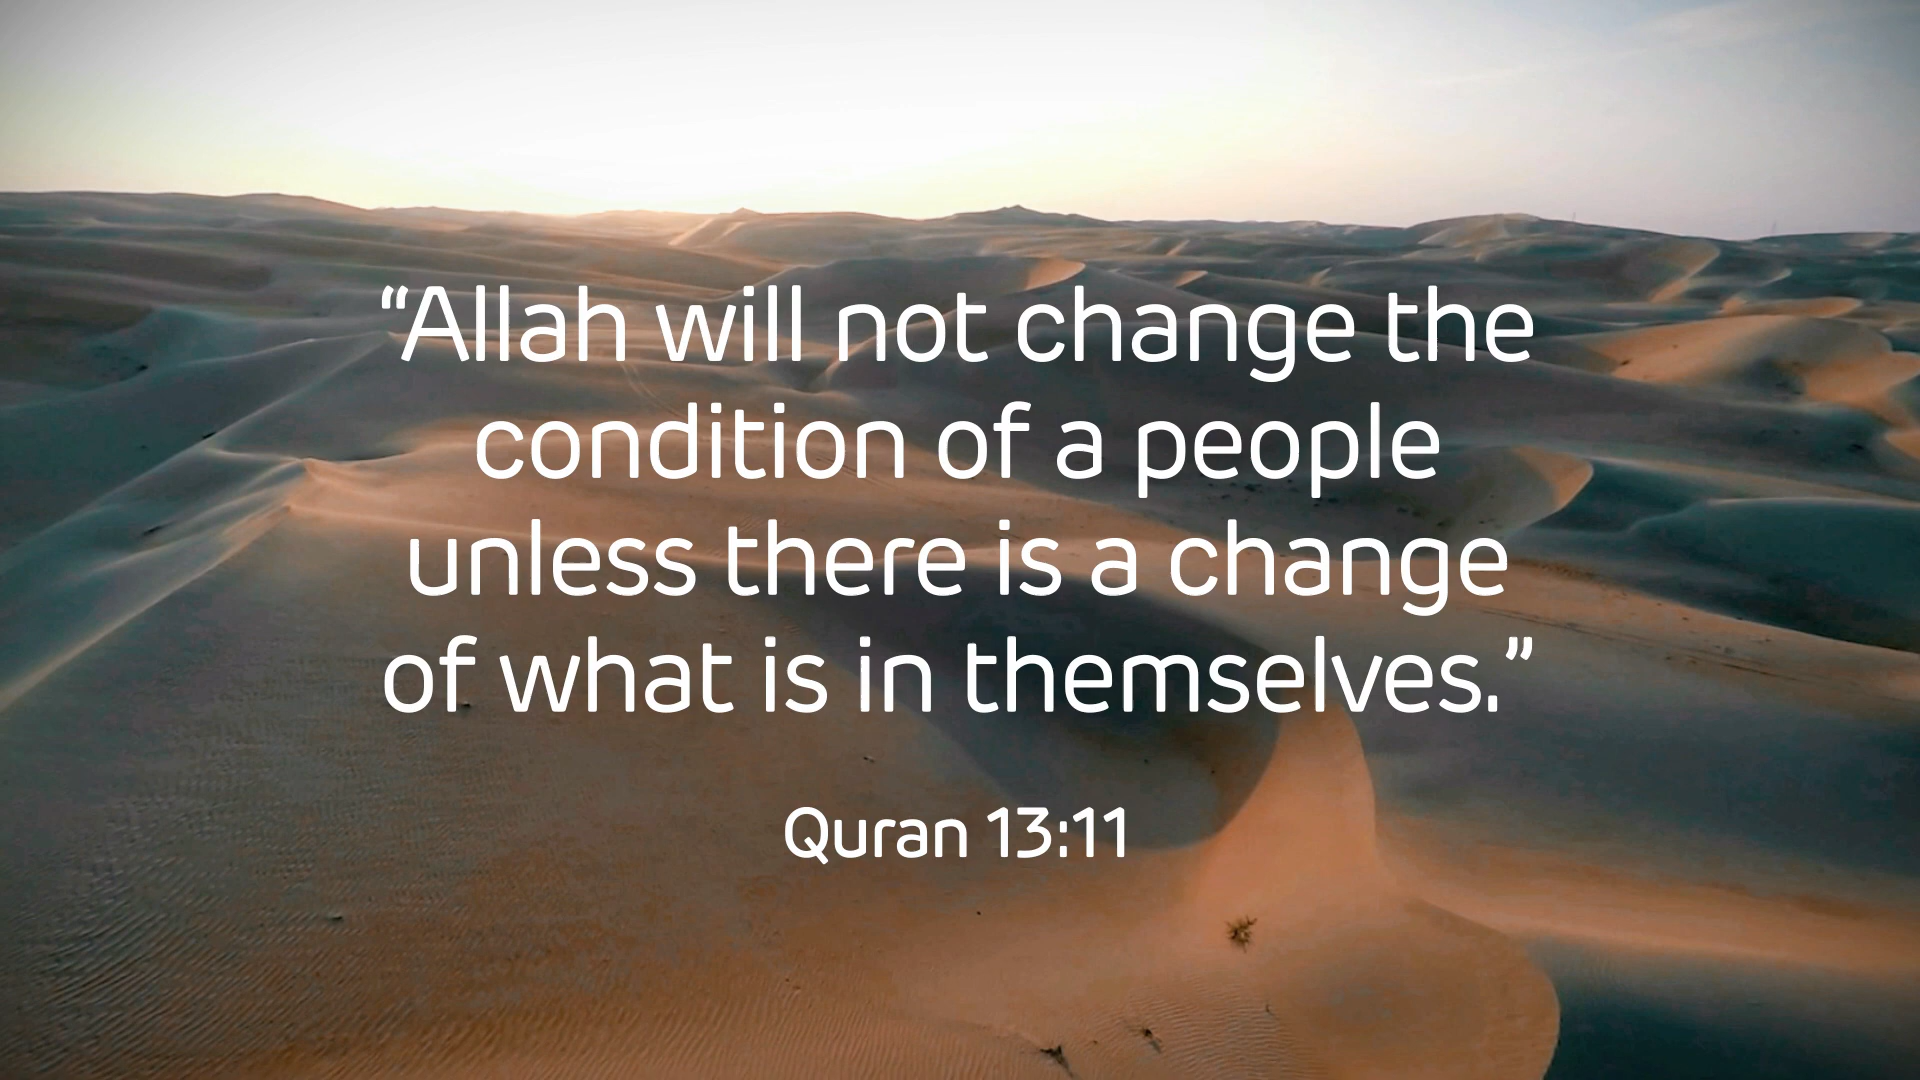 “Allah will not change the
condition of a people
unless there is a change
of what is in themselves.”
Quran 13:11